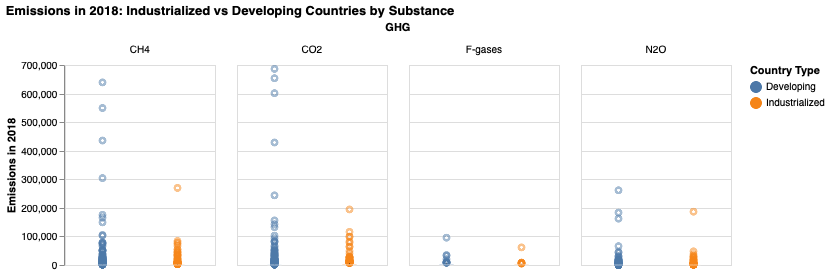 Emissions in 2018: Industrialized vs Developing Countries by Substance
GHG
CH4 CO2 F-gases N2O
Emissions in 2018
700,000
600,000
500,000
400,000
300,000
200,000
100,000
0
Country Type
Developing
Industrialized